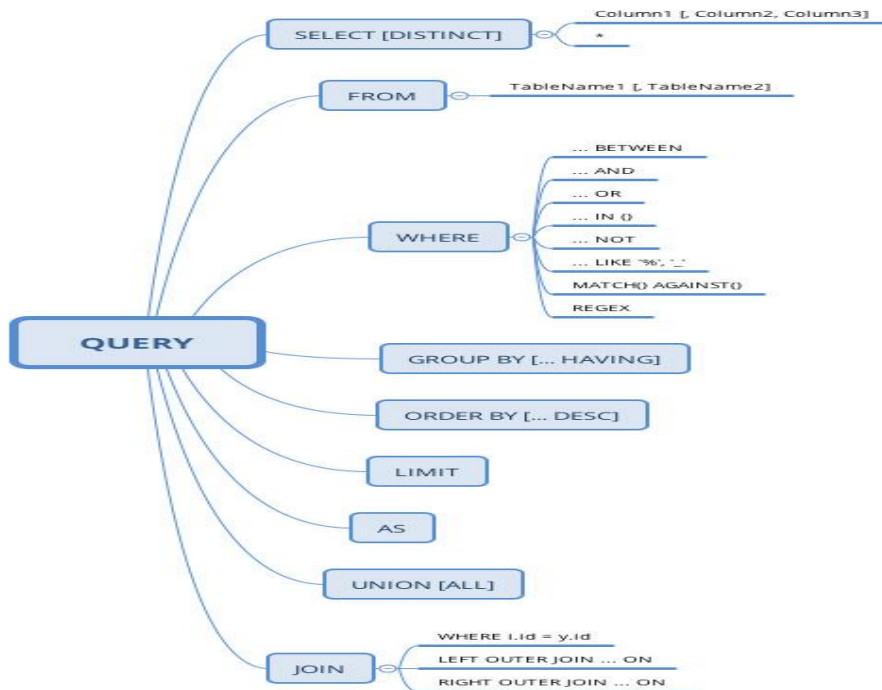 QUERY
SELECT [DISTINCT]
Column1 [, Column2, Column3]
*
FROM
TableName1 [, TableName2]
WHERE
... BETWEEN
... AND
... OR
... IN ()
... NOT
... LIKE '%', '_'
MATCH() AGAINST()
REGEX
GROUP BY [... HAVING]
ORDER BY [... DESC]
LIMIT
AS
UNION [ALL]
JOIN
WHERE i.id = y.id
LEFT OUTER JOIN ... ON
RIGHT OUTER JOIN ... ON